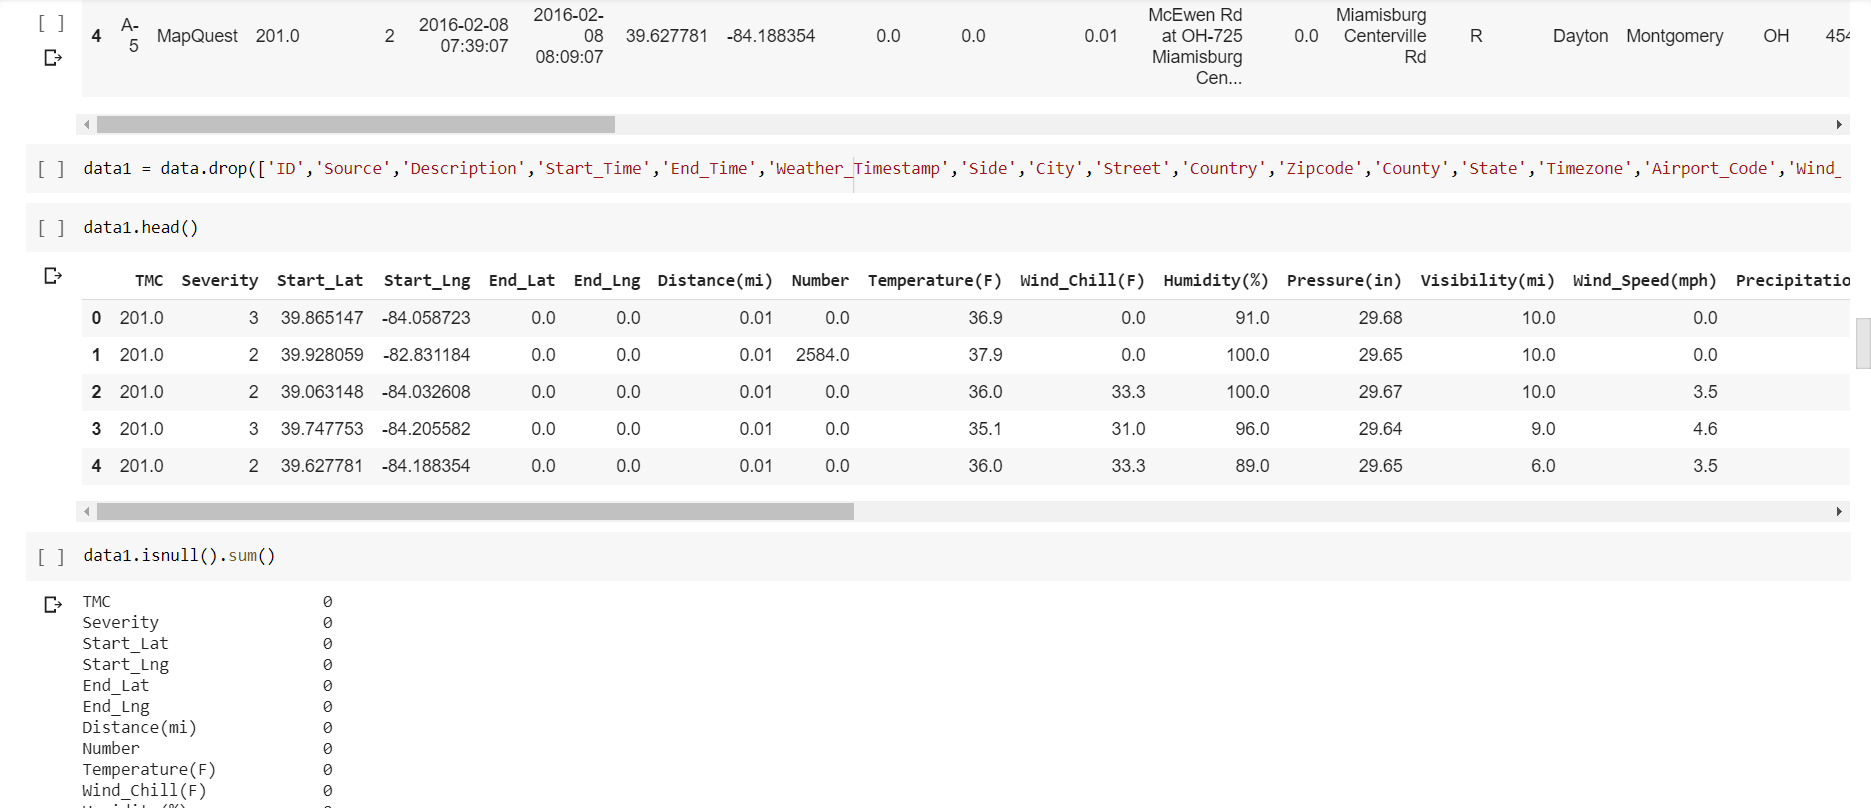 [ ] 4 A-5 MapQuest 201.0 2 2016-02-08 07:39:07 2016-02-08 08:09:07 39.627781 -84.188354 0.0 0.0 0.01 McEwen Rd at OH-725 Miamisburg Cen... 0.0 Miamisburg Centerville Rd R Dayton Montgomery OH 454
[ ] data1 = data.drop(['ID','Source','Description','Start_Time','End_Time','Weather_Timestamp','Side','City','Street','Country','Zipcode','County','State','Timezone','Airport_Code','Wind_
[ ] data1.head()
TMC Severity Start_Lat Start_Lng End_Lat End_Lng Distance(mi) Number Temperature(F) Wind_Chill(F) Humidity(%) Pressure(in) Visibility(mi) Wind_Speed(mph) Precipitatio
0 201.0 3 39.865147 -84.058723 0.0 0.0 0.01 0.0 36.9 0.0 91.0 29.68 10.0 0.0
1 201.0 2 39.928059 -82.831184 0.0 0.0 0.01 2584.0 37.9 0.0 100.0 29.65 10.0 0.0
2 201.0 2 39.063148 -84.032608 0.0 0.0 0.01 0.0 36.0 33.3 100.0 29.67 10.0 3.5
3 201.0 3 39.747753 -84.205582 0.0 0.0 0.01 0.0 35.1 31.0 96.0 29.64 9.0 4.6
4 201.0 2 39.627781 -84.188354 0.0 0.0 0.01 0.0 36.0 33.3 89.0 29.65 6.0 3.5
[ ] data1.isnull().sum()
TMC 0
Severity 0
Start_Lat 0
Start_Lng 0
End_Lat 0
End_Lng 0
Distance(mi) 0
Number 0
Temperature(F) 0
Wind_Chill(F) 0